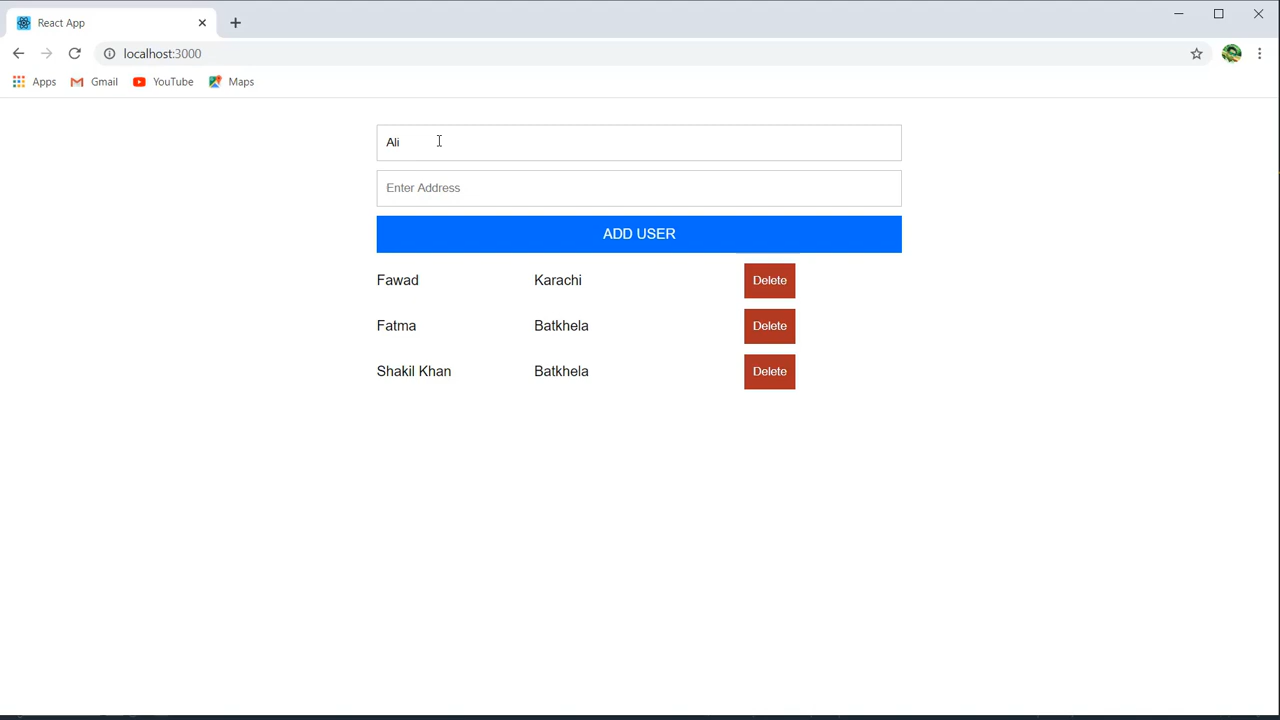 React App
localhost:3000
Apps Gmail YouTube Maps
Ali
Enter Address
ADD USER
Fawad Karachi Delete
Fatma Batkhela Delete
Shakil Khan Batkhela Delete